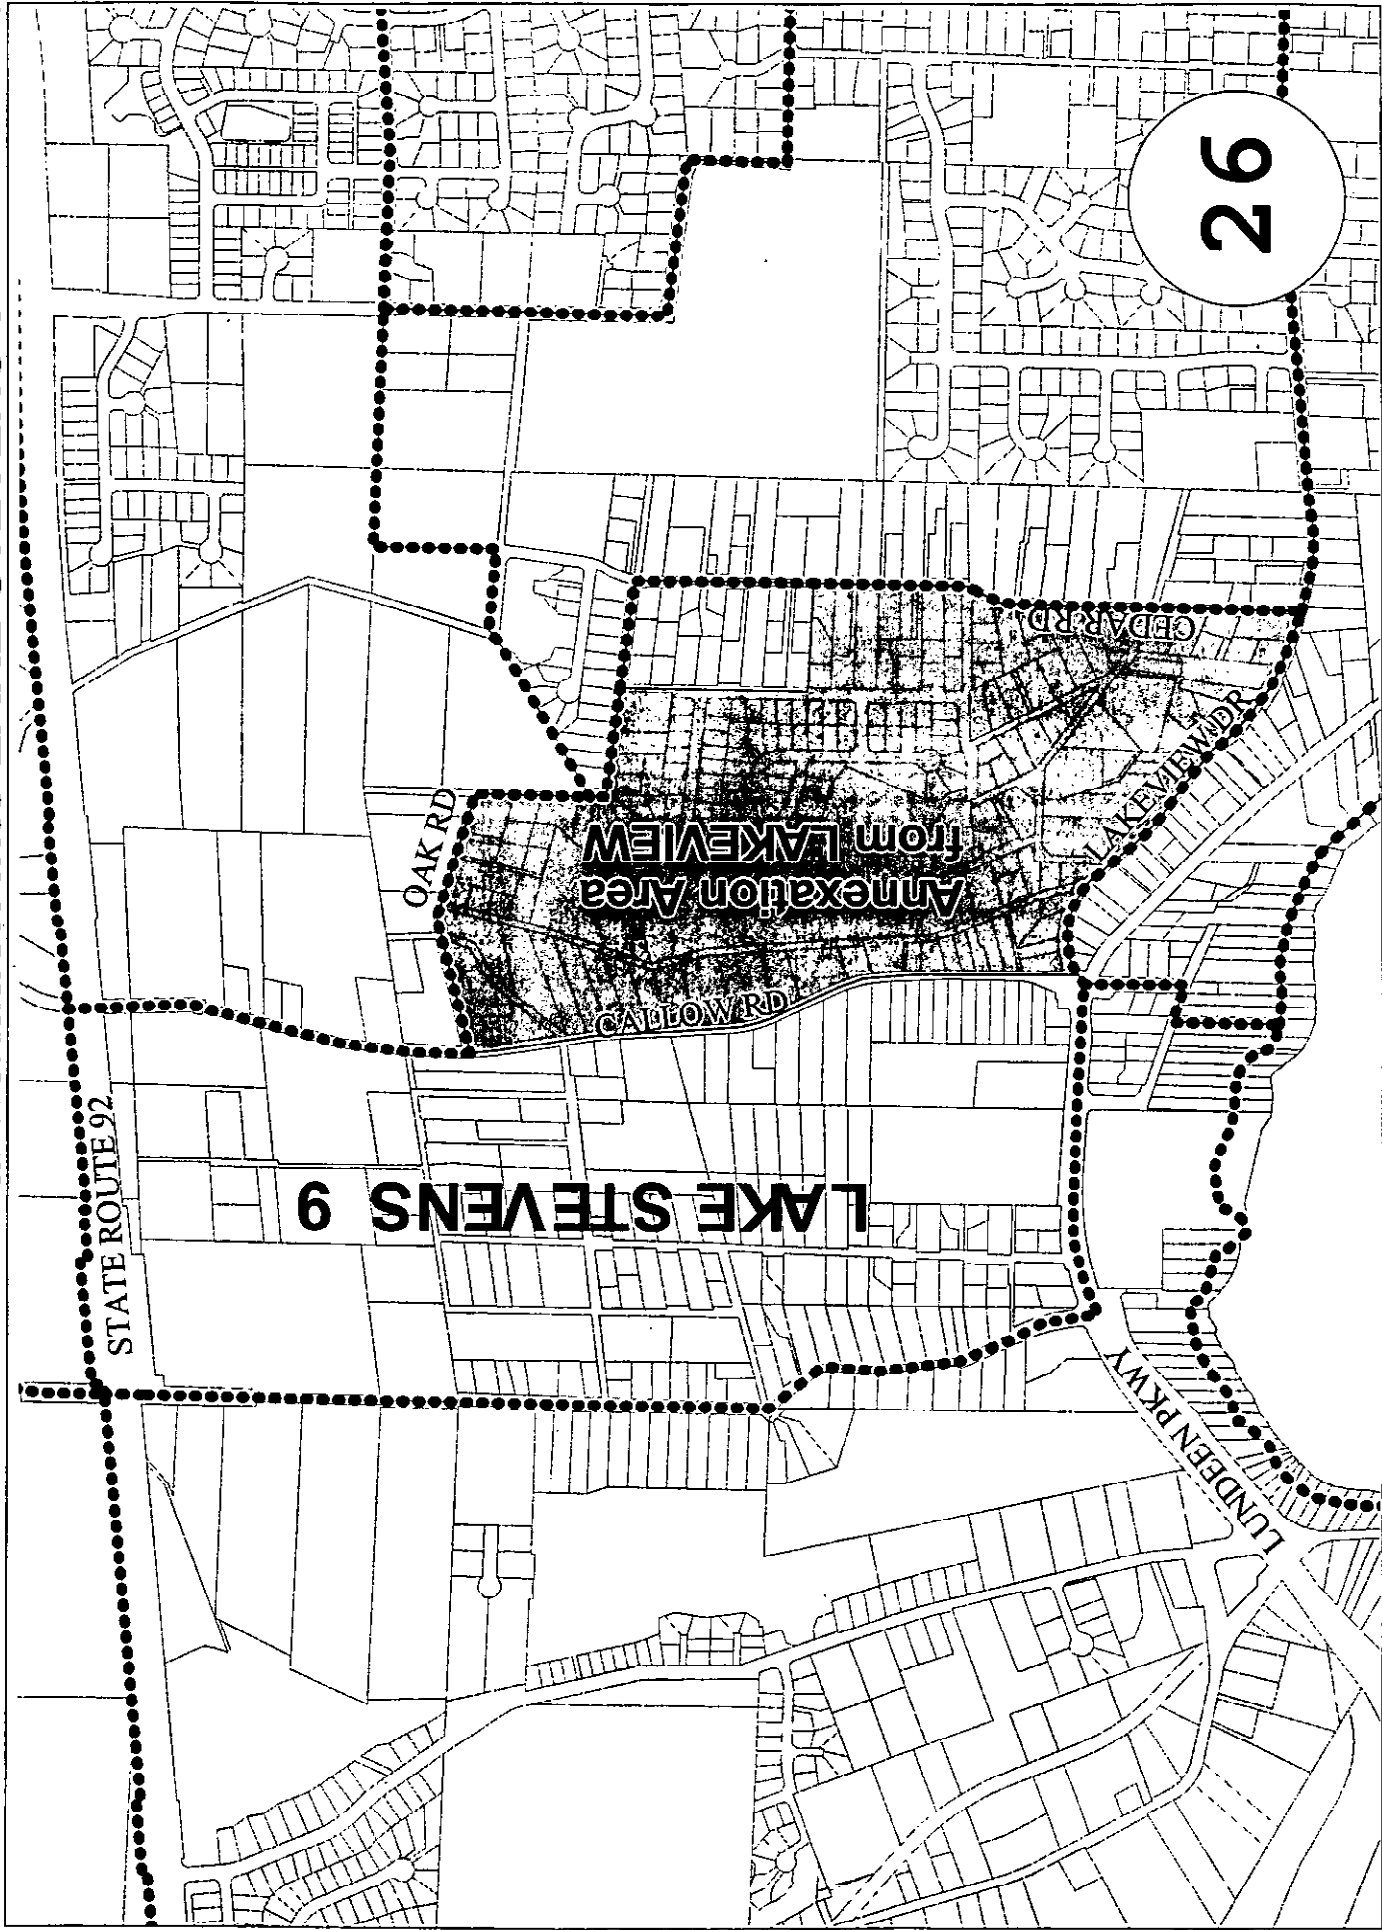 26
STATE ROUTE 92
OAK RD
CEDAR RD
LAKEVIEW DR
Annexation Area
from LAKEVIEW
CALLOW RD
LAKE STEVENS 9
LUNDEEN PKWY